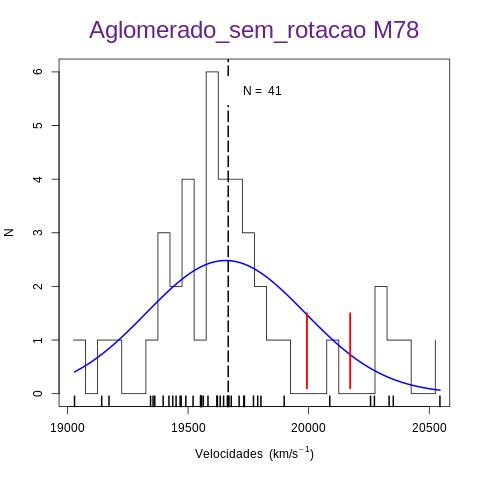 Aglomerado_sem_rotacao M78
N = 41
6
5
4
3
2
1
0
N
19000 19500 20000 20500
Velocidades (km/s⁻¹)